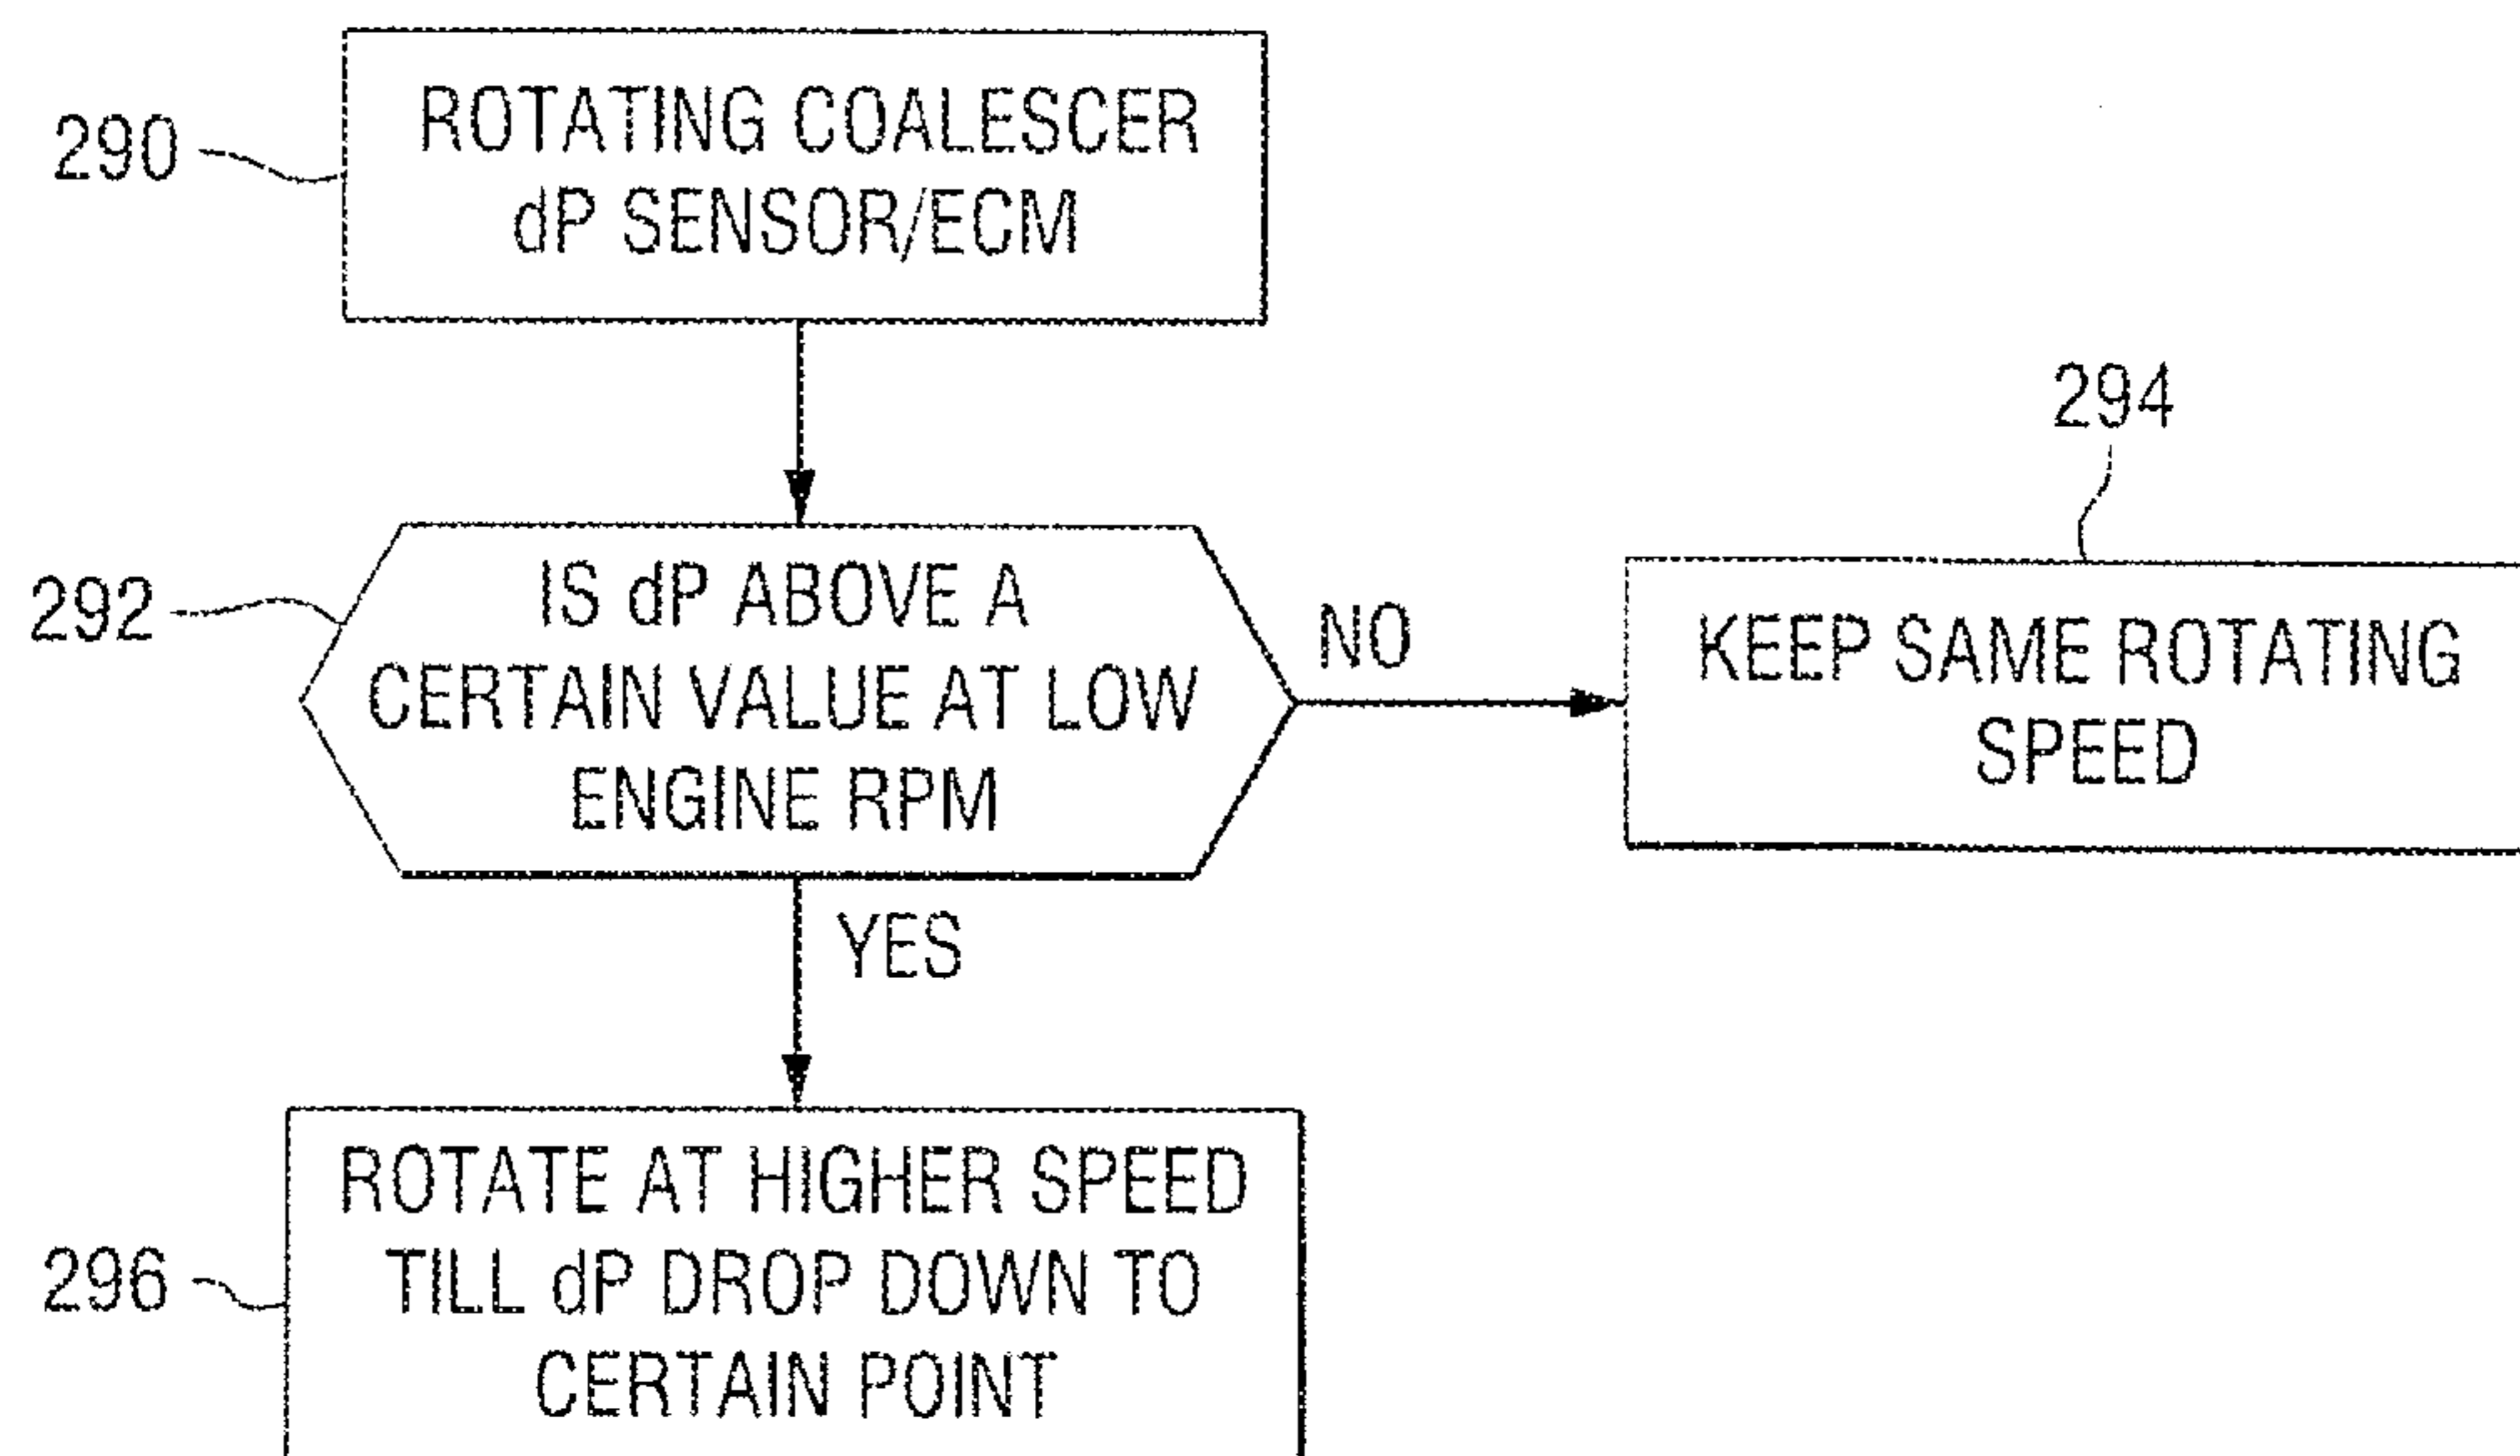 290
ROTATING COALESCER
dP SENSOR/ECM
292
IS dP ABOVE A
CERTAIN VALUE AT LOW
ENGINE RPM
NO
294
KEEP SAME ROTATING
SPEED
YES
296
ROTATE AT HIGHER SPEED
TILL dP DROP DOWN TO
CERTAIN POINT